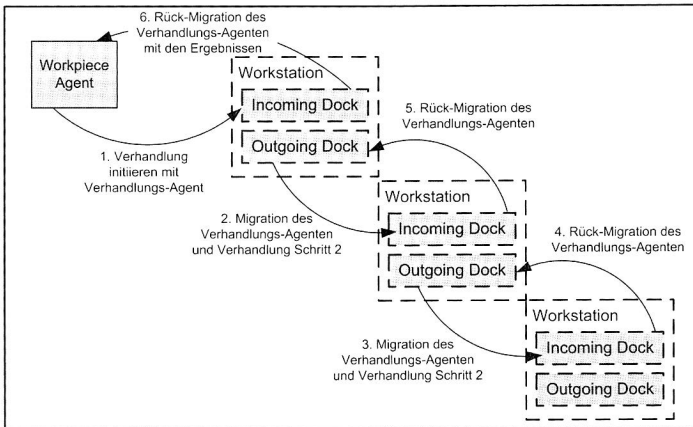 6. Rück-Migration des
Verhandlungs-Agenten
mit den Ergebnissen
Workpiece
Agent
Workstation
Incoming Dock
Outgoing Dock
1. Verhandlung
initiieren mit
Verhandlungs-Agent
5. Rück-Migration des
Verhandlungs-Agenten
2. Migration des
Verhandlungs-Agenten
und Verhandlung Schritt 2
Workstation
Incoming Dock
Outgoing Dock
4. Rück-Migration des
Verhandlungs-Agenten
3. Migration des
Verhandlungs-Agenten
und Verhandlung Schritt 2
Workstation
Incoming Dock
Outgoing Dock